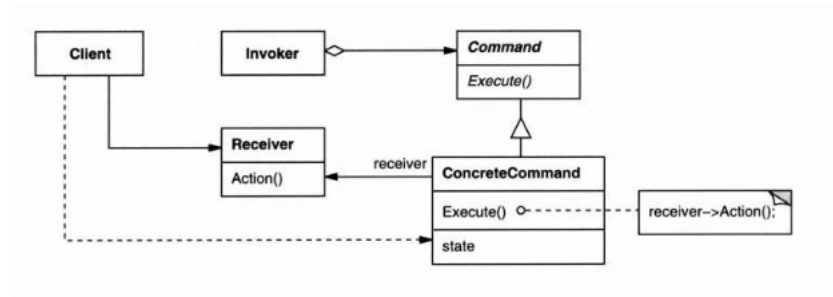 Client
Invoker
Command
Execute()
Receiver
Action()
receiver
ConcreteCommand
Execute()
receiver–>Action();
state